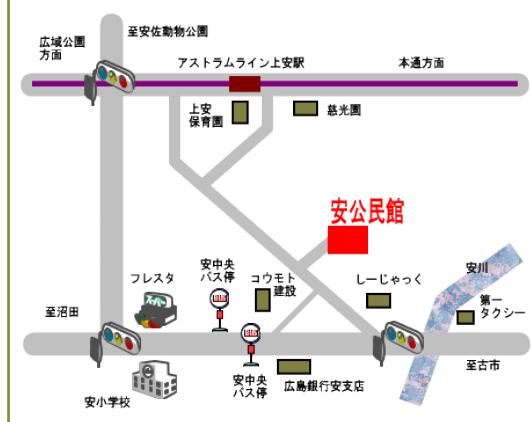 至安佐動物公園
広域公園
方面
アストラムライン上安駅
本通方面
上安
保育園
慈光園
安公民館
安川
フレスタ
安中央
バス停
コウモト
建設
しーじゃっく
第一
タクシー
至沼田
スーパー
BUS
BUS
至古市
安小学校
安中央
バス停
広島銀行安支店